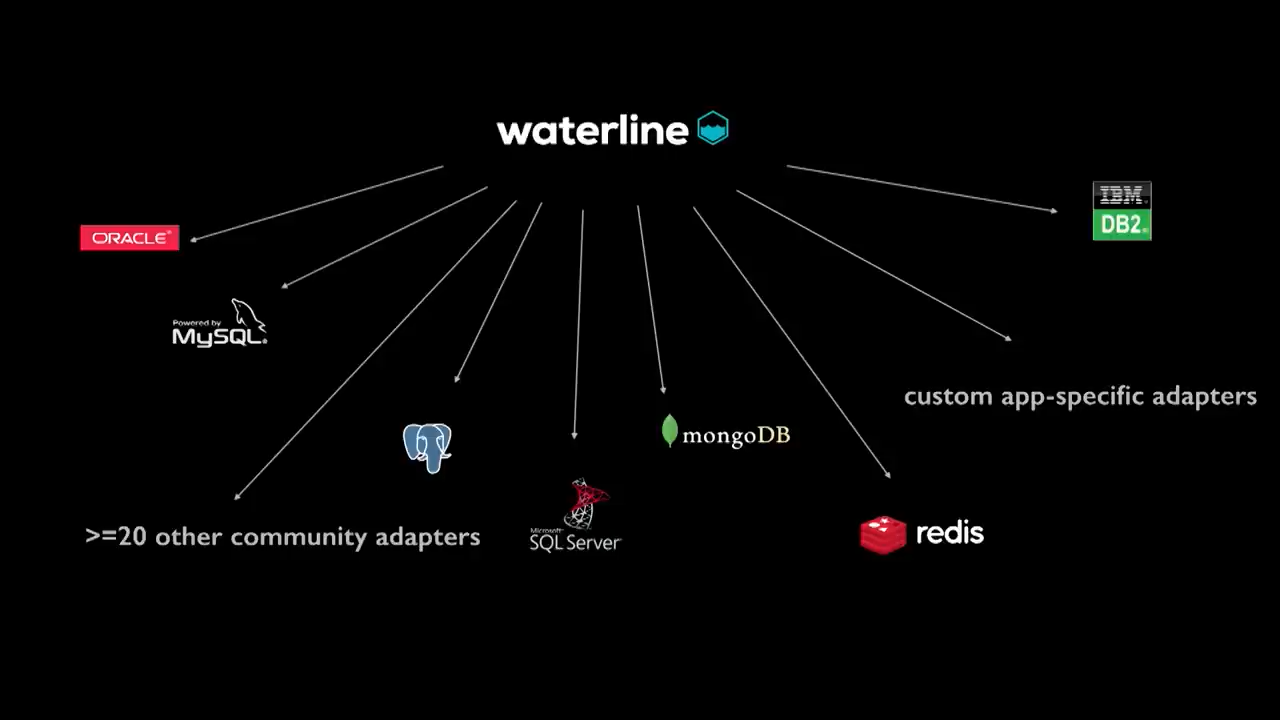 waterline
IBM
DB2
ORACLE
Powered by
MySQL
custom app-specific adapters
mongoDB
>=20 other community adapters
Microsoft
SQL Server
redis